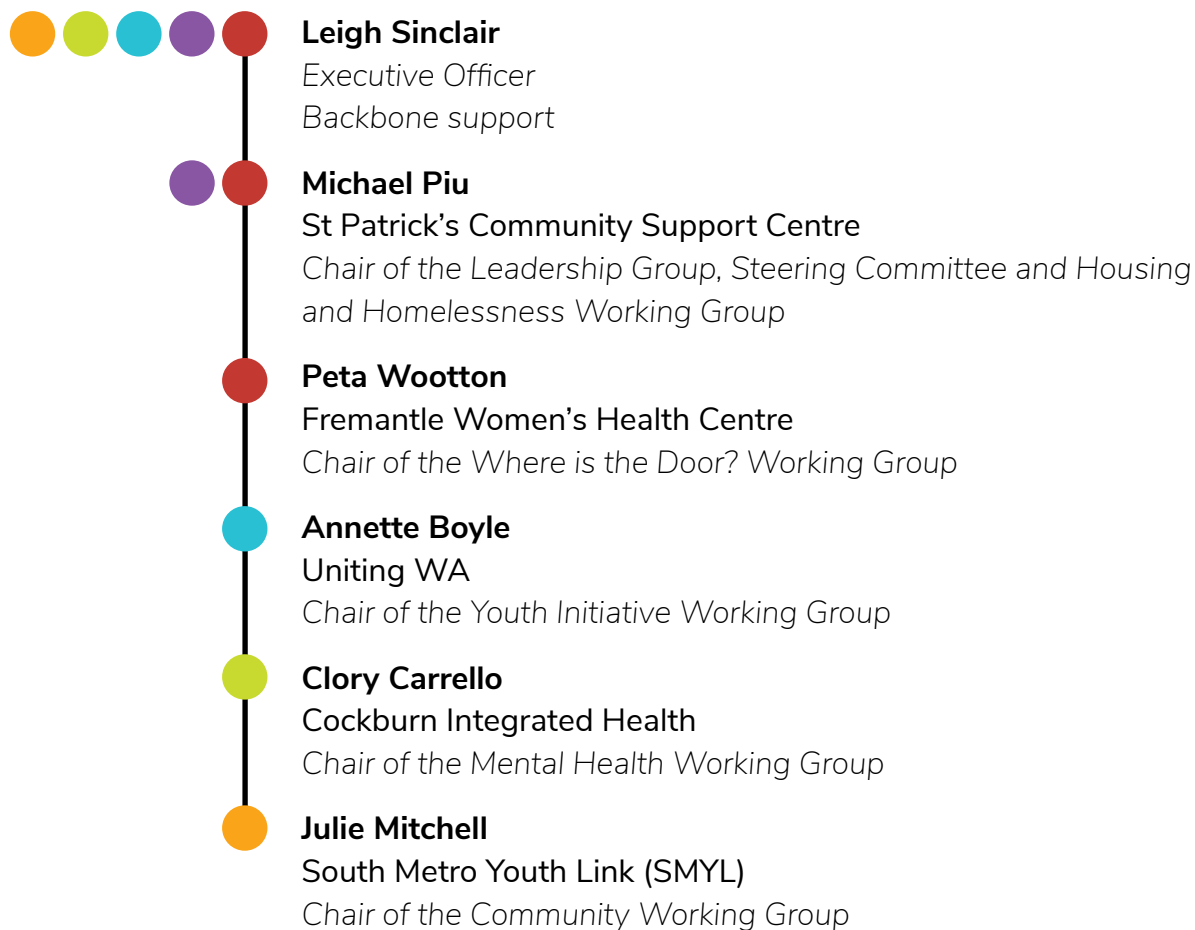 Leigh Sinclair
Executive Officer
Backbone support
Michael Piu
St Patrick’s Community Support Centre
Chair of the Leadership Group, Steering Committee and Housing
and Homelessness Working Group
Peta Wootton
Fremantle Women’s Health Centre
Chair of the Where is the Door? Working Group
Annette Boyle
Uniting WA
Chair of the Youth Initiative Working Group
Clory Carrello
Cockburn Integrated Health
Chair of the Mental Health Working Group
Julie Mitchell
South Metro Youth Link (SMYL)
Chair of the Community Working Group